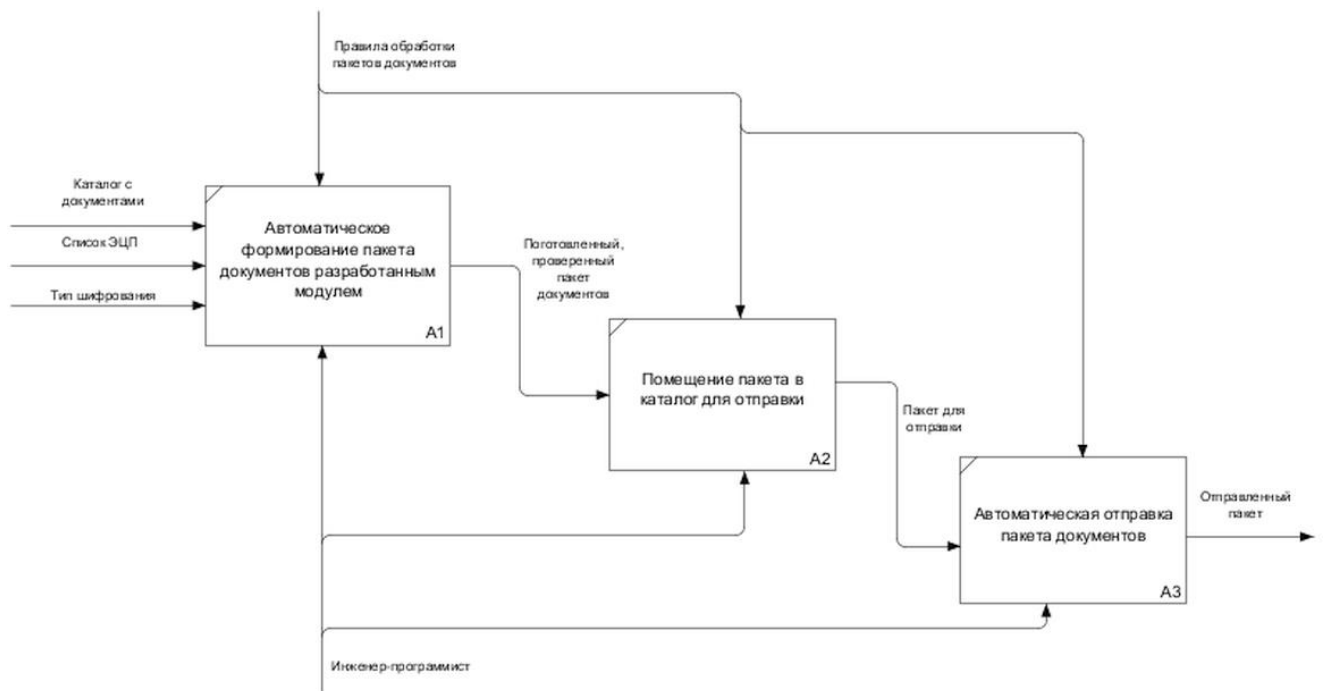 Правила обработки
пакетов документов
Каталог с
документами
Список ЭЦП
Тип шифрования
Автоматическое
формирование пакета
документов разработанным
модулем
A1
Поготовленный,
проверенный
пакет
документов
Помещение пакета в
каталог для отправки
A2
Пакет для
отправки
Автоматическая отправка
пакета документов
A3
Отправленный
пакет
Инженер-программист